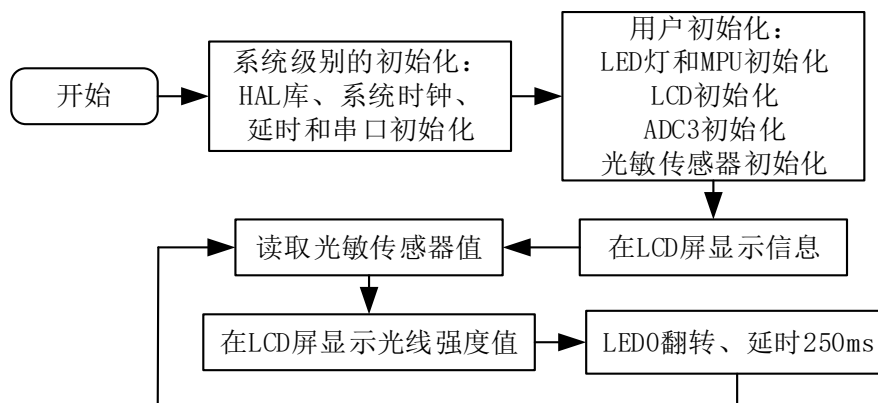 开始
系统级别的初始化：
HAL库、系统时钟、
延时和串口初始化
用户初始化：
LED灯和MPU初始化
LCD初始化
ADC3初始化
光敏传感器初始化
在LCD屏显示信息
读取光敏传感器值
在LCD屏显示光线强度值
LED0翻转、延时250ms